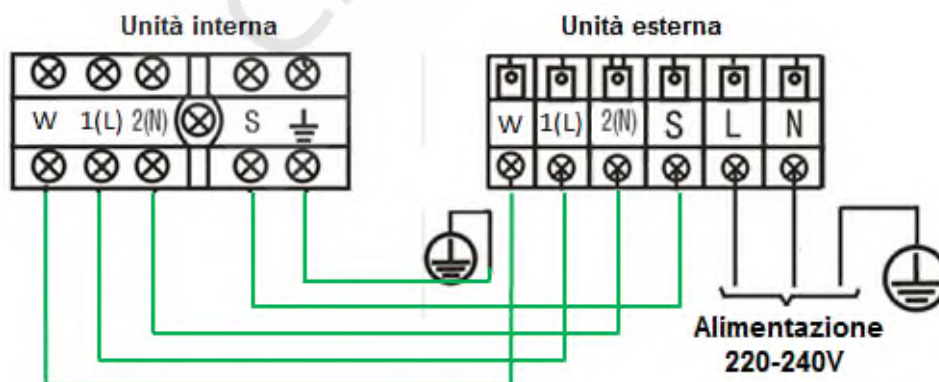 Unità interna
Unità esterna
W 1(L) 2(N) S
W 1(L) 2(N) S L N
Alimentazione
220-240V